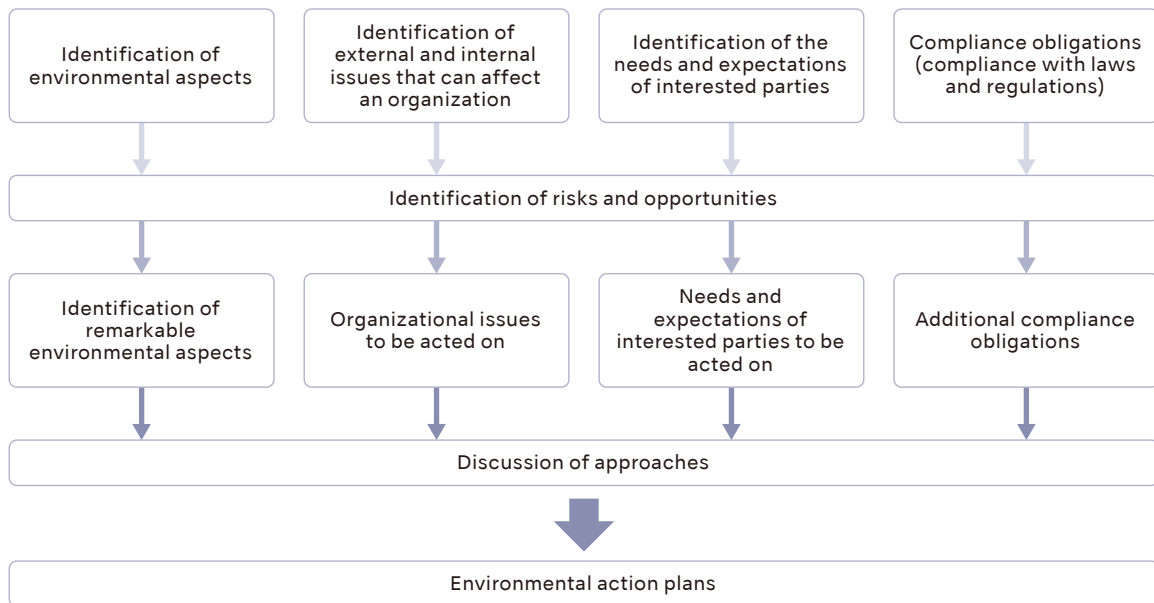 Identification of
environmental aspects
Identification of
external and internal
issues that can affect
an organization
Identification of the
needs and expectations
of interested parties
Compliance obligations
(compliance with laws
and regulations)
Identification of risks and opportunities
Identification of
remarkable
environmental aspects
Organizational issues
to be acted on
Needs and
expectations of
interested parties to be
acted on
Additional compliance
obligations
Discussion of approaches
Environmental action plans